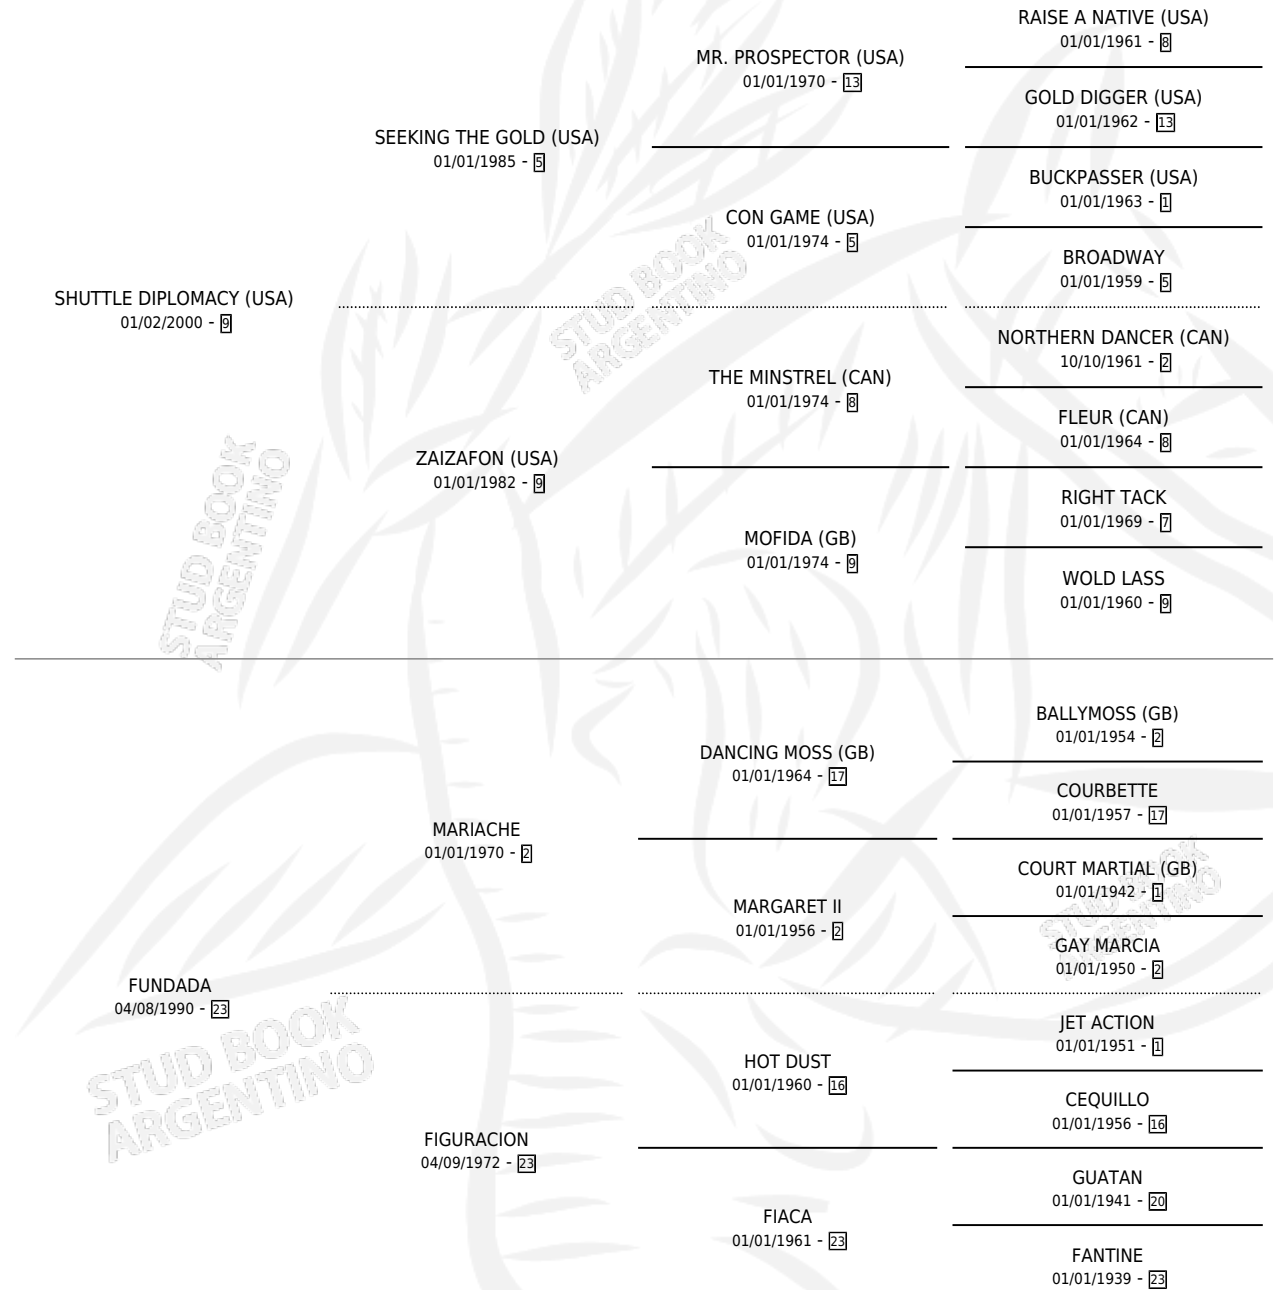 RAISE A NATIVE (USA)
01/01/1961 - 8
MR. PROSPECTOR (USA)
01/01/1970 - 13
GOLD DIGGER (USA)
01/01/1962 - 13
SEEKING THE GOLD (USA)
01/01/1985 - 5
BUCKPASSER (USA)
01/01/1963 - 1
CON GAME (USA)
01/01/1974 - 5
BROADWAY
01/01/1959 - 5
SHUTTLE DIPLOMACY (USA)
01/02/2000 - 9
NORTHERN DANCER (CAN)
10/10/1961 - 2
THE MINSTREL (CAN)
01/01/1974 - 8
FLEUR (CAN)
01/01/1964 - 8
ZAIZAFON (USA)
01/01/1982 - 9
RIGHT TACK
01/01/1969 - 7
MOFIDA (GB)
01/01/1974 - 9
WOLD LASS
01/01/1960 - 9
BALLYMOSS (GB)
01/01/1954 - 2
DANCING MOSS (GB)
01/01/1964 - 17
COURBETTE
01/01/1957 - 17
MARIACHE
01/01/1970 - 2
COURT MARTIAL (GB)
01/01/1942 - 1
MARGARET II
01/01/1956 - 2
GAY MARCIA
01/01/1950 - 2
FUNDADA
04/08/1990 - 23
JET ACTION
01/01/1951 - 1
HOT DUST
01/01/1960 - 16
CEQUILLO
01/01/1956 - 16
FIGURACION
04/09/1972 - 23
GUATAN
01/01/1941 - 20
FIACA
01/01/1961 - 23
FANTINE
01/01/1939 - 23
STUD BOOK
ARGENTINO
STUD BOOK
ARGENTINO
STUD BOOK
ARGENTINO
STUD BOOK
ARGENTINO